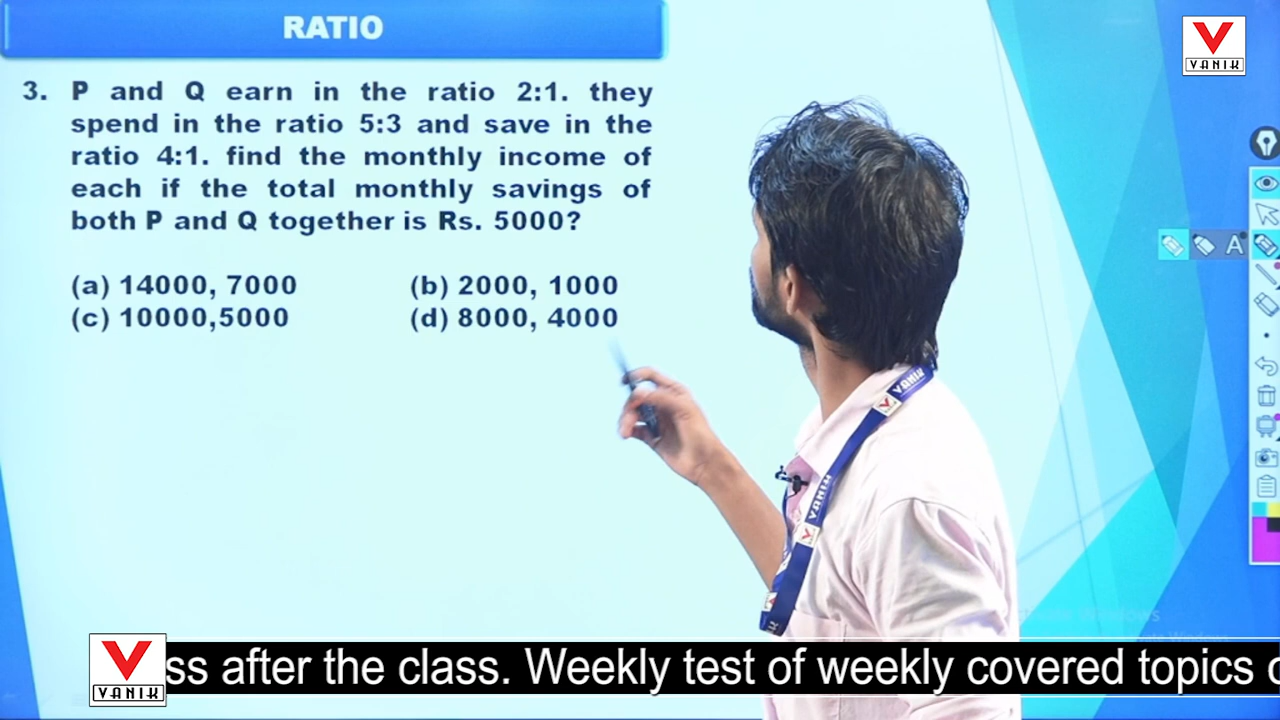 RATIO
VANIK
3. P and Q earn in the ratio 2:1. they
spend in the ratio 5:3 and save in the
ratio 4:1. find the monthly income of
each if the total monthly savings of
both P and Q together is Rs. 5000?
(a) 14000, 7000 (b) 2000, 1000
(c) 10000,5000 (d) 8000, 4000
A
VANIK
VANIK
VANIK
ss after the class. Weekly test of weekly covered topics